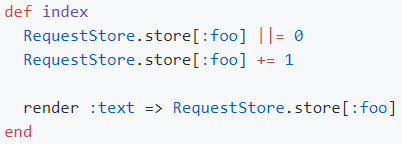 def index
  RequestStore.store[:foo] ||= 0
  RequestStore.store[:foo] += 1

  render :text => RequestStore.store[:foo]
end